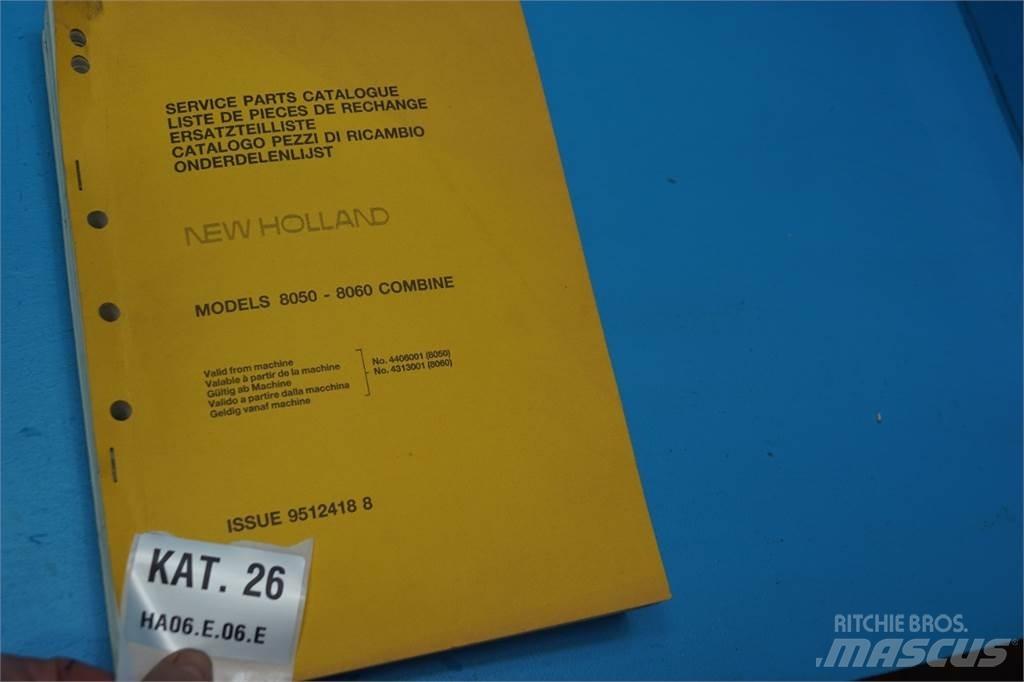 SERVICE PARTS CATALOGUE
LISTE DE PIECES DE RECHANGE
ERSATZTEILLISTE
CATALOGO PEZZI DI RICAMBIO
ONDERDELENLIJST
NEW HOLLAND
MODELS 8050 - 8060 COMBINE
Valid from machine
Valable à partir de la machine
Gültig ab Machine
Valido a partire dalla macchina
Geldig vanaf machine
No. 4406001 (8050)
No. 4313001 (8060)
ISSUE 9512418 8
KAT. 26
HA06.E.06.E
RITCHIE BROS.
MASCUS